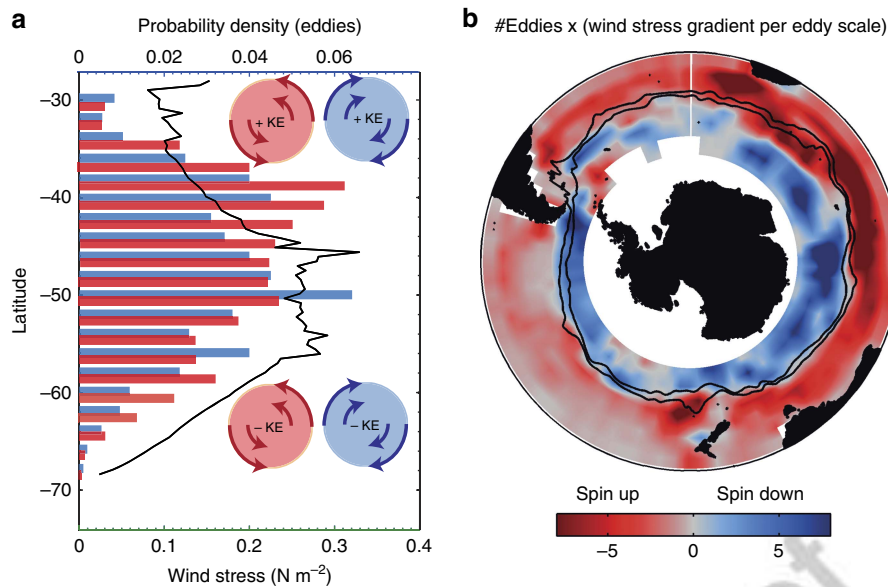 a
Probability density (eddies)
0 0.02 0.04 0.06
−30
−40
−50
−60
−70
Latitude
+ KE
+ KE
− KE
− KE
0 0.1 0.2 0.3 0.4
Wind stress (N m−2)
b
#Eddies x (wind stress gradient per eddy scale)
Spin up Spin down
−5 0 5